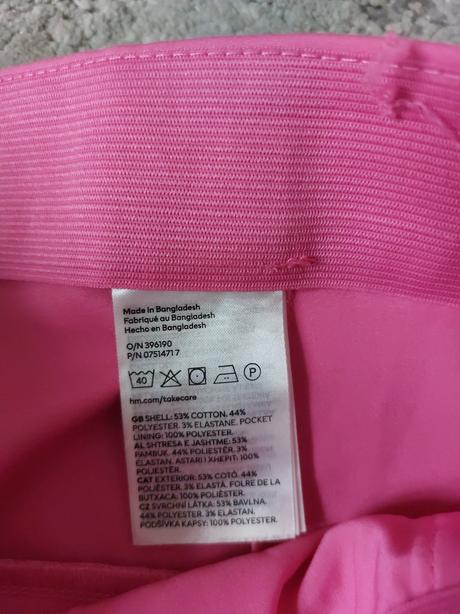 Made in Bangladesh
Fabriqué au Bangladesh
Hecho en Bangladesh
O/N 396190
P/N 07514717
40 P
hm.com/takecare
GB SHELL: 53% COTTON, 44%
POLYESTER, 3% ELASTANE. POCKET
LINING: 100% POLYESTER.
AL SHTRESA E JASHTME: 53%
PAMBUK, 44% POLIESTËR, 3%
ELASTAN. ASTARI I XHEPIT: 100%
POLIESTËR.
CAT EXTERIOR: 53% COTÓ, 44%
POLIÈSTER, 3% ELASTÀ. FOLRE DE LA
BUTXACA: 100% POLIÈSTER.
CZ SVRCHNÍ LÁTKA: 53% BAVLNA,
44% POLYESTER, 3% ELASTAN.
PODŠÍVKA KAPSY: 100% POLYESTER.